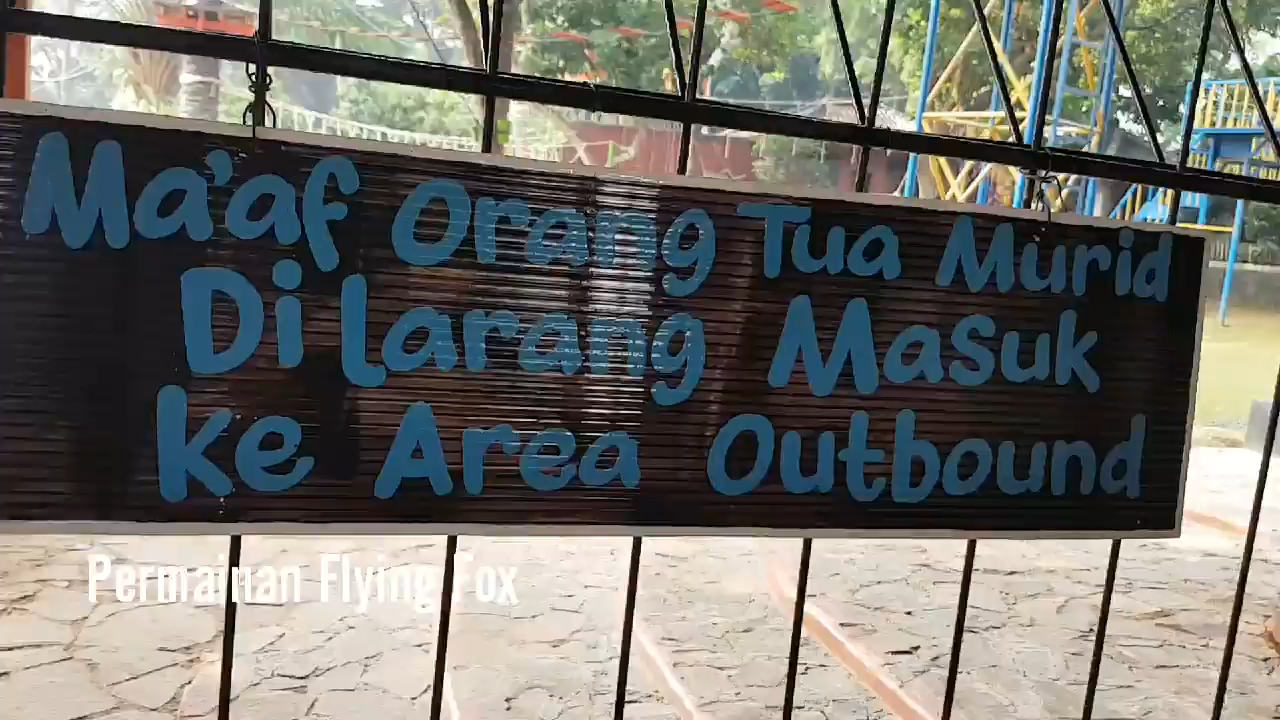 Ma'af Orang Tua Murid
Di Larang Masuk
ke Area Outbound
Permainan Flying Fox